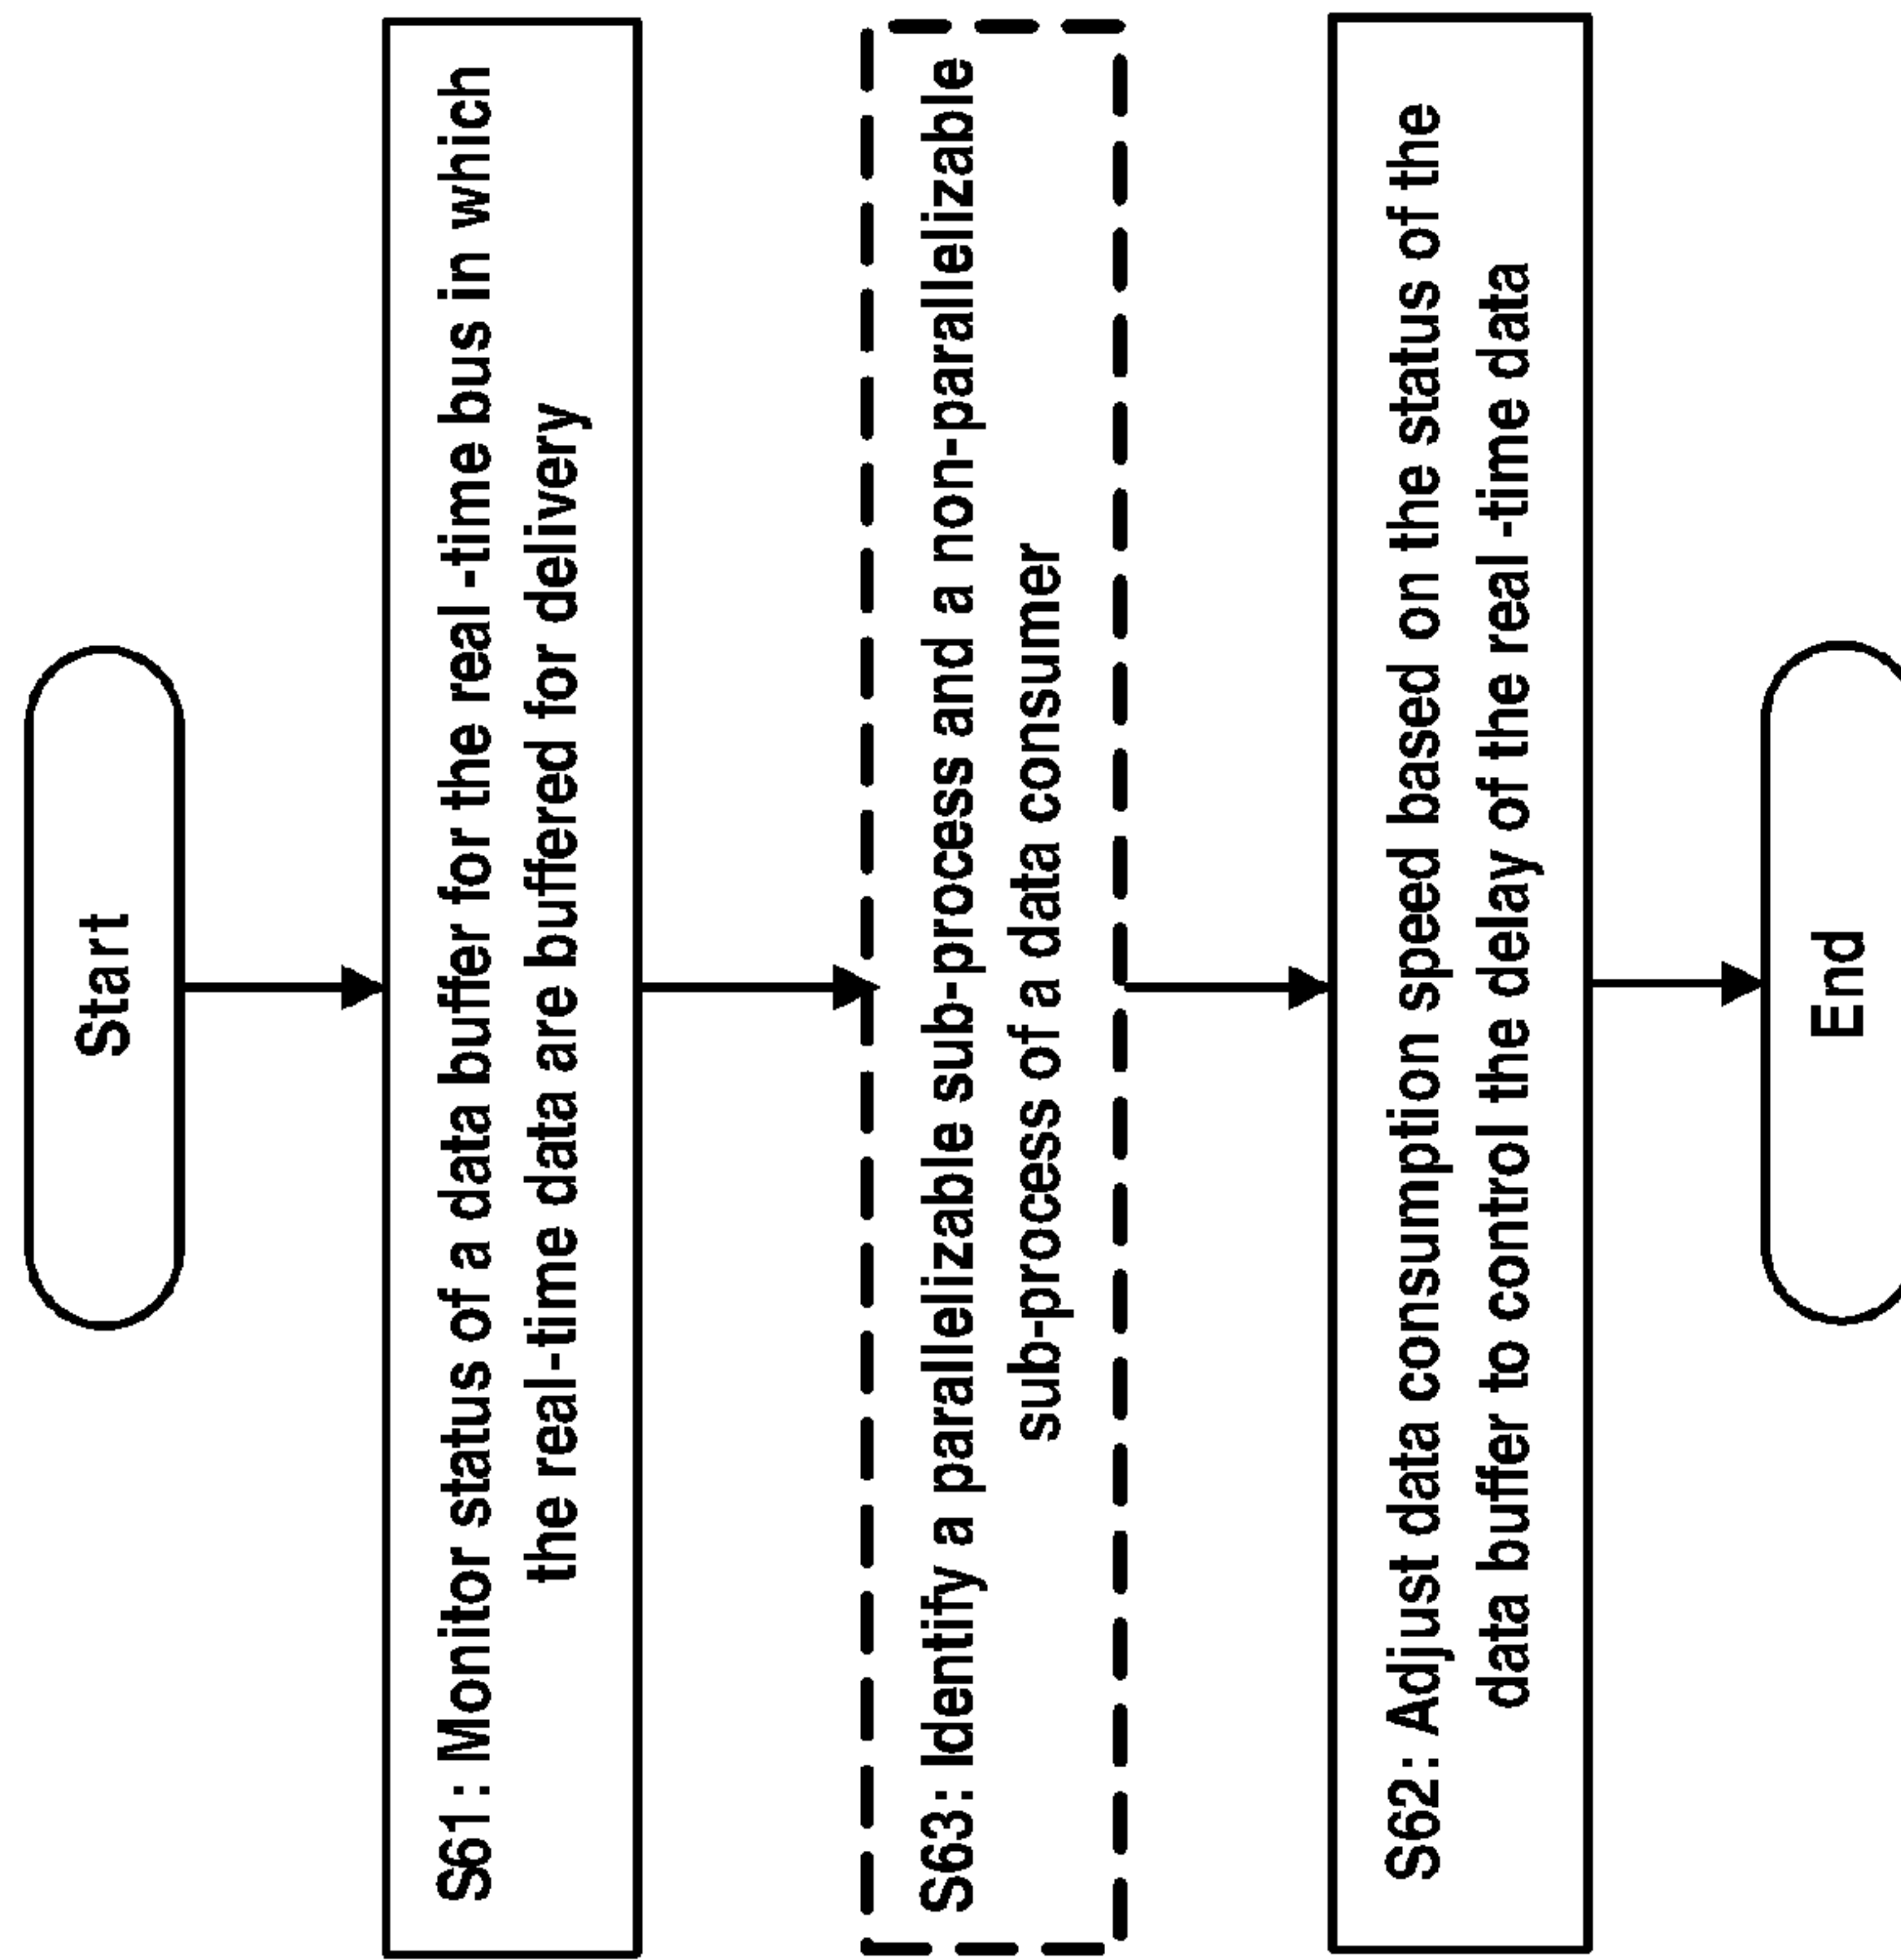 Start
S61: Monitor status of a data buffer for the real-time bus in which
the real-time data are buffered for delivery
S63: Identify a parallelizable sub-process and a non-parallelizable
sub-process of a data consumer
S62: Adjust data consumption speed based on the status of the
data buffer to control the delay of the real-time data
End